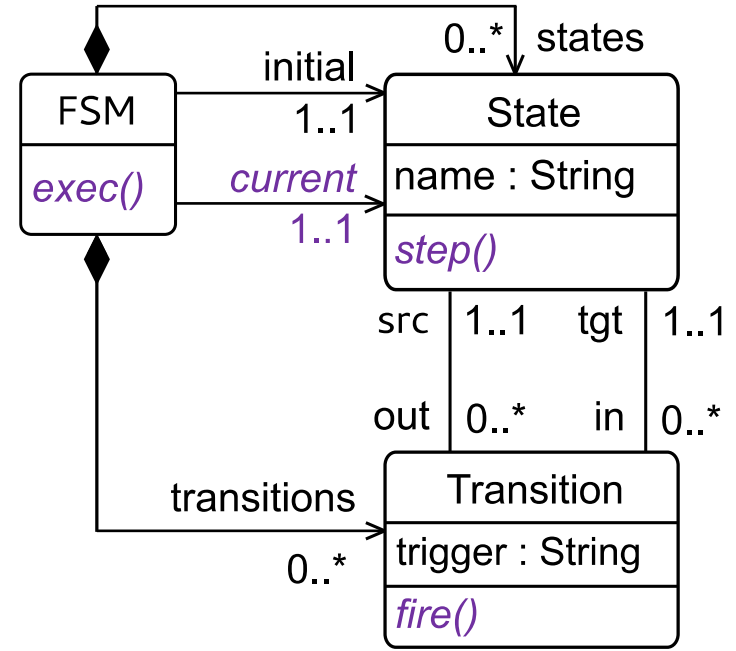 0..* states
initial
FSM
1..1
State
exec()
current
name : String
1..1
step()
src 1..1 tgt 1..1
out 0..* in 0..*
transitions
Transition
0..*
trigger : String
fire()